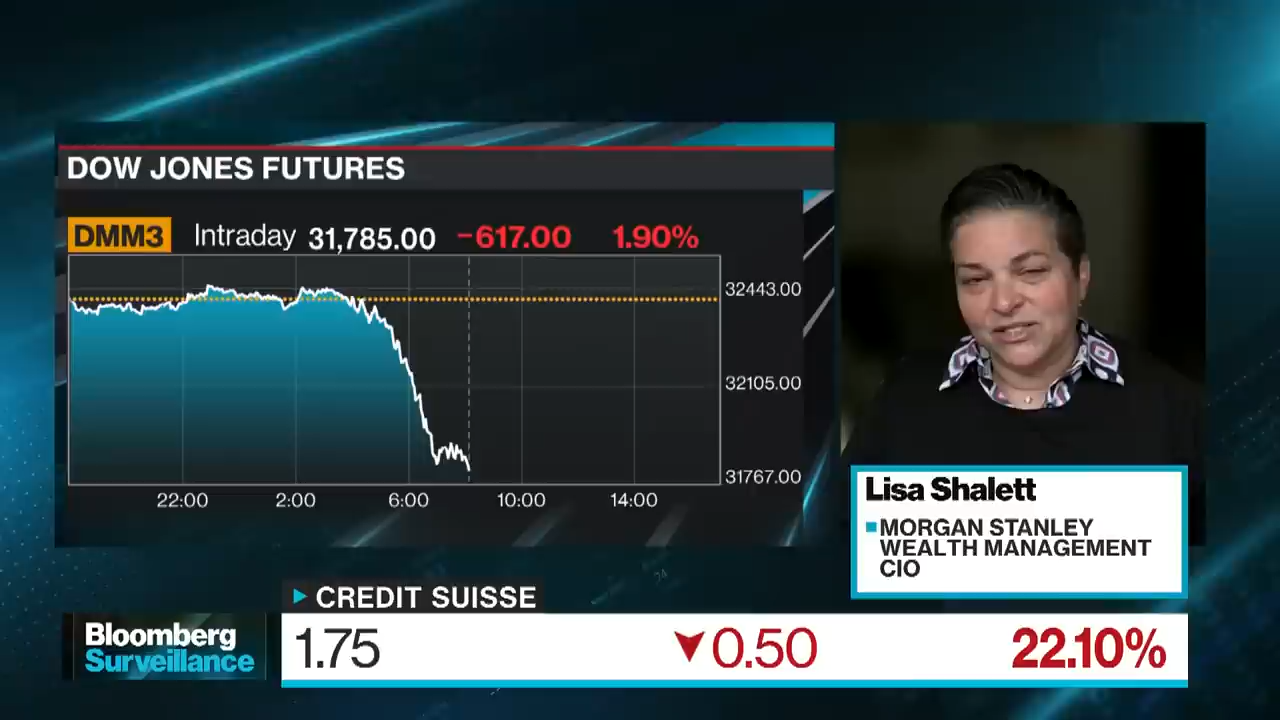 DOW JONES FUTURES
DMM3 Intraday 31,785.00 -617.00 1.90%
32443.00
32105.00
31767.00
22:00 2:00 6:00 10:00 14:00
Lisa Shalett
MORGAN STANLEY
WEALTH MANAGEMENT
CIO
CREDIT SUISSE
Bloomberg
Surveillance
1.75 0.50 22.10%